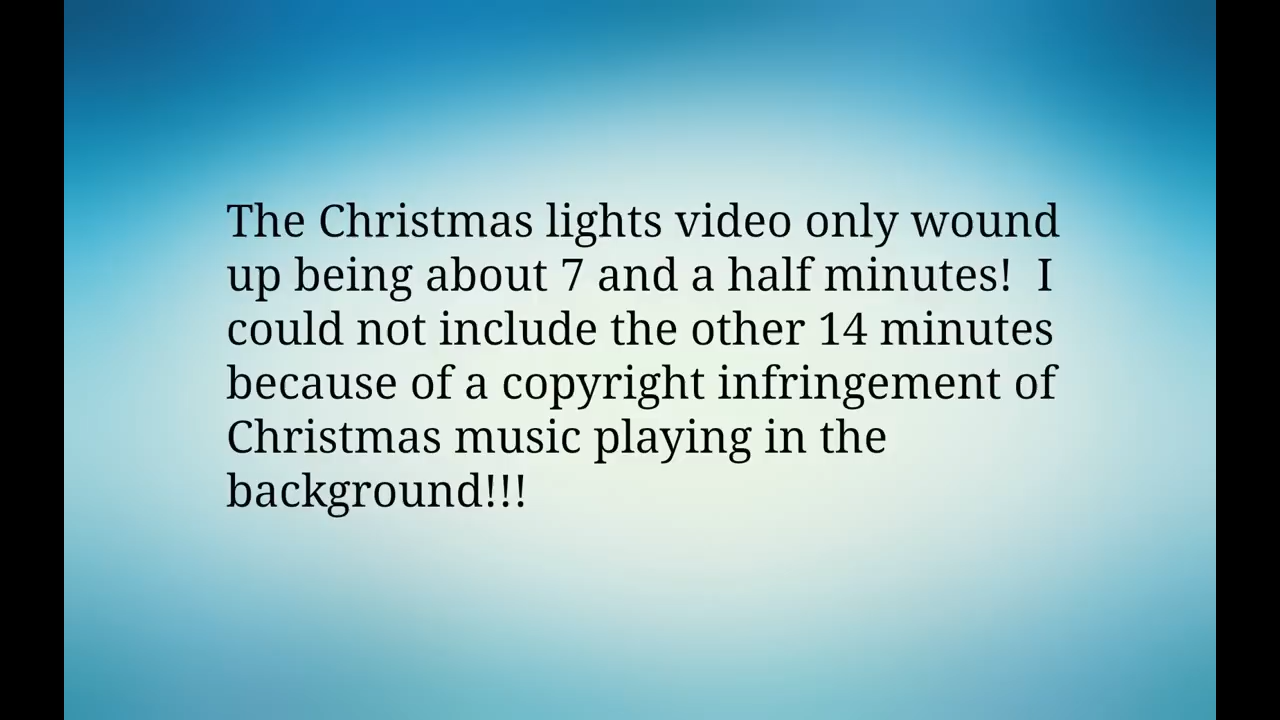 The Christmas lights video only wound
up being about 7 and a half minutes!  I
could not include the other 14 minutes
because of a copyright infringement of
Christmas music playing in the
background!!!